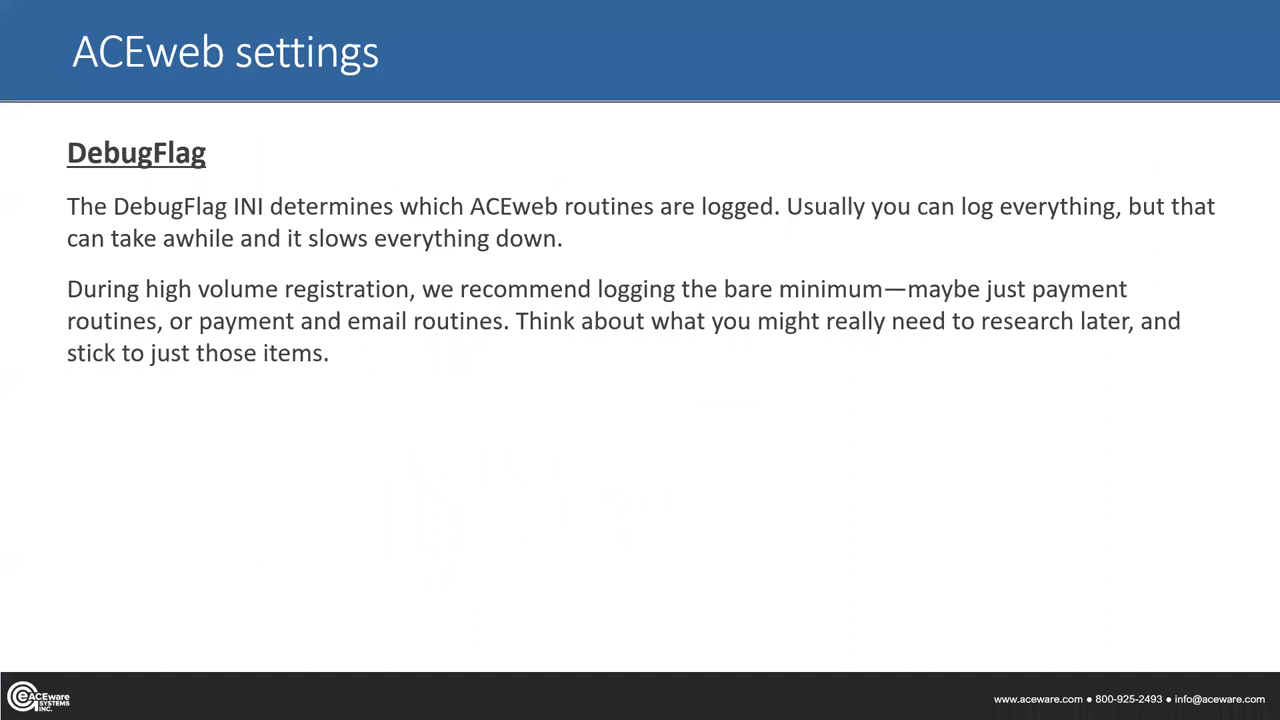 ACEweb settings
DebugFlag
The DebugFlag INI determines which ACEweb routines are logged. Usually you can log everything, but that
can take awhile and it slows everything down.
During high volume registration, we recommend logging the bare minimum—maybe just payment
routines, or payment and email routines. Think about what you might really need to research later, and
stick to just those items.
eACEware
SYSTEMS
INC.
www.aceware.com ● 800-925-2493 ● info@aceware.com